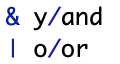 & y/and
| o/or